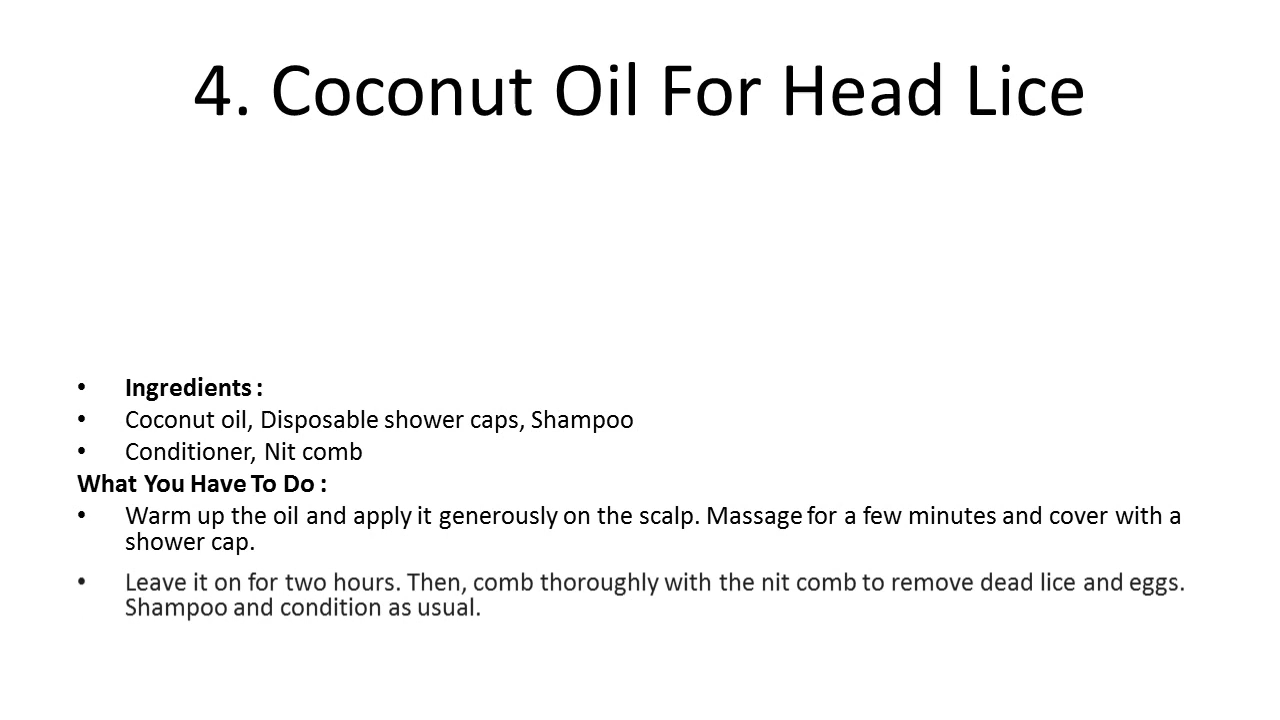 4. Coconut Oil For Head Lice
• Ingredients :
• Coconut oil, Disposable shower caps, Shampoo
• Conditioner, Nit comb
What You Have To Do :
• Warm up the oil and apply it generously on the scalp. Massage for a few minutes and cover with a
shower cap.
• Leave it on for two hours. Then, comb thoroughly with the nit comb to remove dead lice and eggs.
Shampoo and condition as usual.